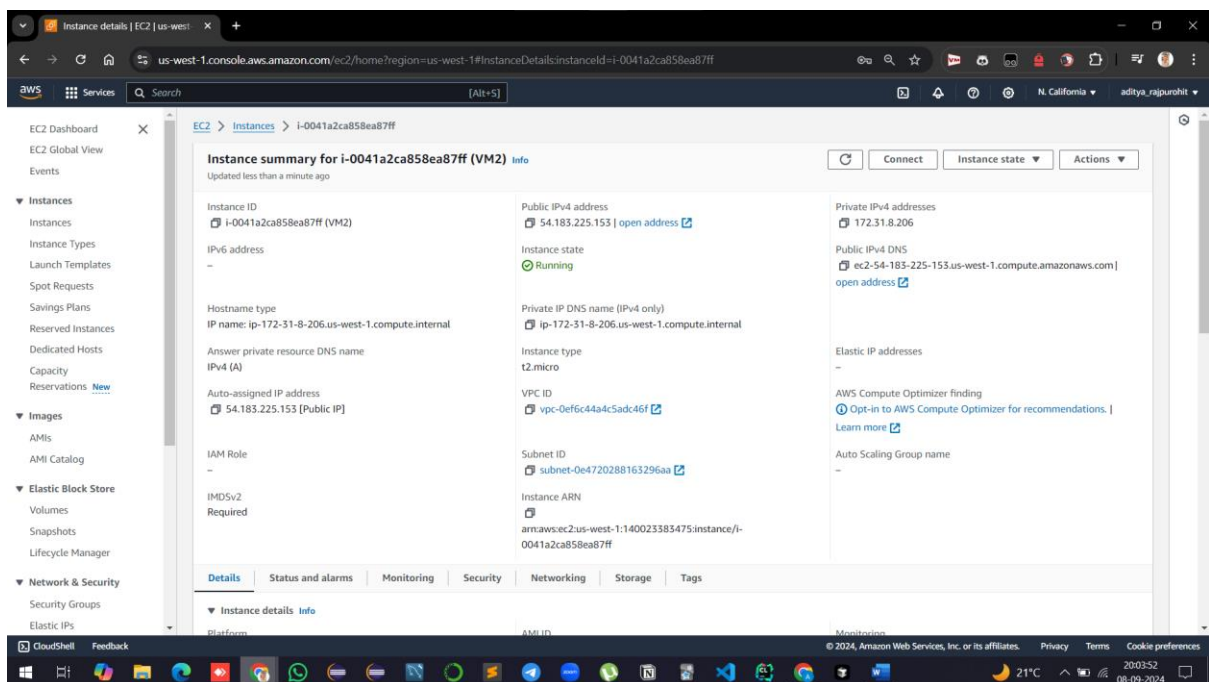 Instance details | EC2 | us-west-
us-west-1.console.aws.amazon.com/ec2/home?region=us-west-1#InstanceDetails:instanceId=i-0041a2ca858ea87ff
aws
Services
Search
[Alt+S]
N. California
aditya_rajpurohit
EC2 Dashboard
EC2 Global View
Events
Instances
Instances
Instance Types
Launch Templates
Spot Requests
Savings Plans
Reserved Instances
Dedicated Hosts
Capacity
Reservations New
Images
AMIs
AMI Catalog
Elastic Block Store
Volumes
Snapshots
Lifecycle Manager
Network & Security
Security Groups
Elastic IPs
EC2 > Instances > i-0041a2ca858ea87ff
Instance summary for i-0041a2ca858ea87ff (VM2) Info
Updated less than a minute ago
Connect
Instance state
Actions
Instance ID
i-0041a2ca858ea87ff (VM2)
Public IPv4 address
54.183.225.153 | open address
Private IPv4 addresses
172.31.8.206
IPv6 address
–
Instance state
Running
Public IPv4 DNS
ec2-54-183-225-153.us-west-1.compute.amazonaws.com |
open address
Hostname type
IP name: ip-172-31-8-206.us-west-1.compute.internal
Private IP DNS name (IPv4 only)
ip-172-31-8-206.us-west-1.compute.internal
Answer private resource DNS name
IPv4 (A)
Instance type
t2.micro
Elastic IP addresses
–
Auto-assigned IP address
54.183.225.153 [Public IP]
VPC ID
vpc-0ef6c44a4c5adc46f
AWS Compute Optimizer finding
Opt-in to AWS Compute Optimizer for recommendations. |
Learn more
IAM Role
–
Subnet ID
subnet-0e4720288163296aa
Auto Scaling Group name
–
IMDSv2
Required
Instance ARN
arn:aws:ec2:us-west-1:140023383475:instance/i-
0041a2ca858ea87ff
Details
Status and alarms
Monitoring
Security
Networking
Storage
Tags
Instance details Info
Platform
AMI ID
Monitoring
CloudShell
Feedback
© 2024, Amazon Web Services, Inc. or its affiliates.
Privacy
Terms
Cookie preferences
21°C
20:03:52
08-09-2024